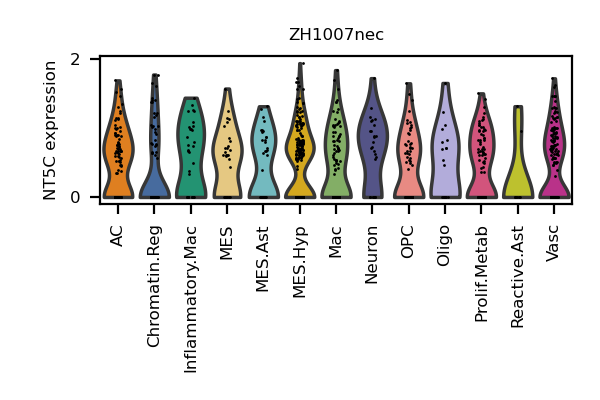 ZH1007nec
NT5C expression
2
0
AC
Chromatin.Reg
Inflammatory.Mac
MES
MES.Ast
MES.Hyp
Mac
Neuron
OPC
Oligo
Prolif.Metab
Reactive.Ast
Vasc